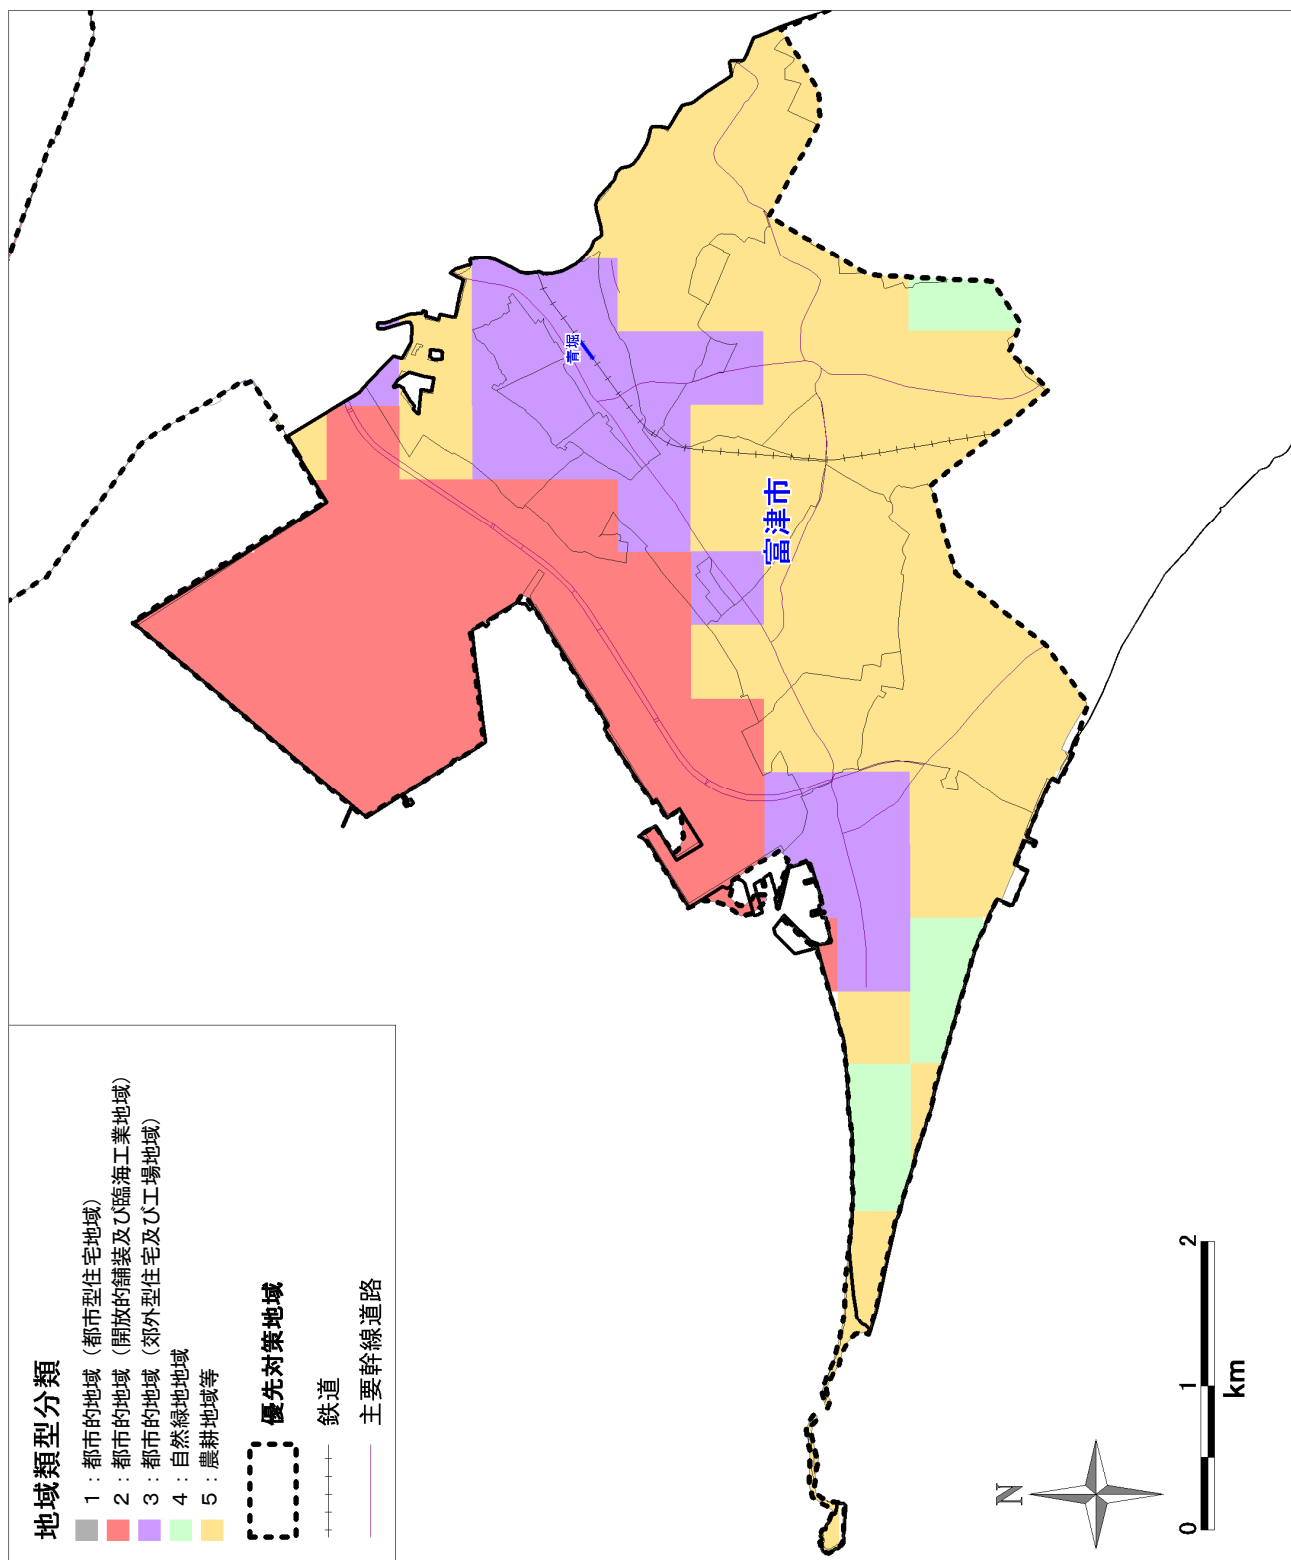 地域類型分類
1：都市的地域（都市型住宅地域）
2：都市的地域（開放的舗装及び臨海工業地域）
3：都市的地域（郊外型住宅及び工場地域）
4：自然緑地地域
5：農耕地域等
優先対策地域
鉄道
主要幹線道路
青堀
富津市
N
0 1 2
km